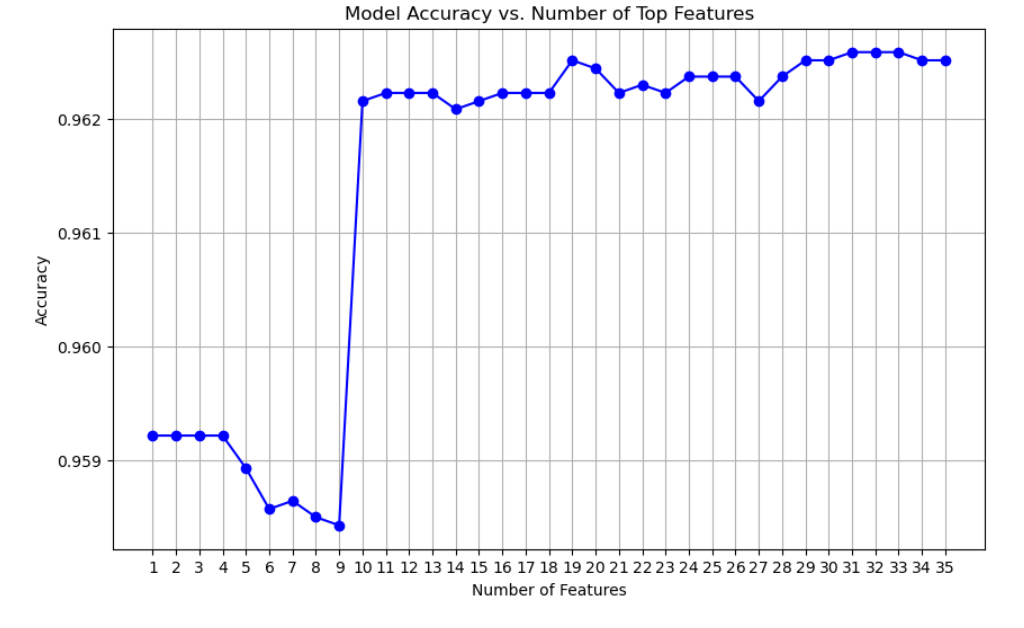 Model Accuracy vs. Number of Top Features
Accuracy
0.962
0.961
0.960
0.959
1 2 3 4 5 6 7 8 9 10 11 12 13 14 15 16 17 18 19 20 21 22 23 24 25 26 27 28 29 30 31 32 33 34 35
Number of Features